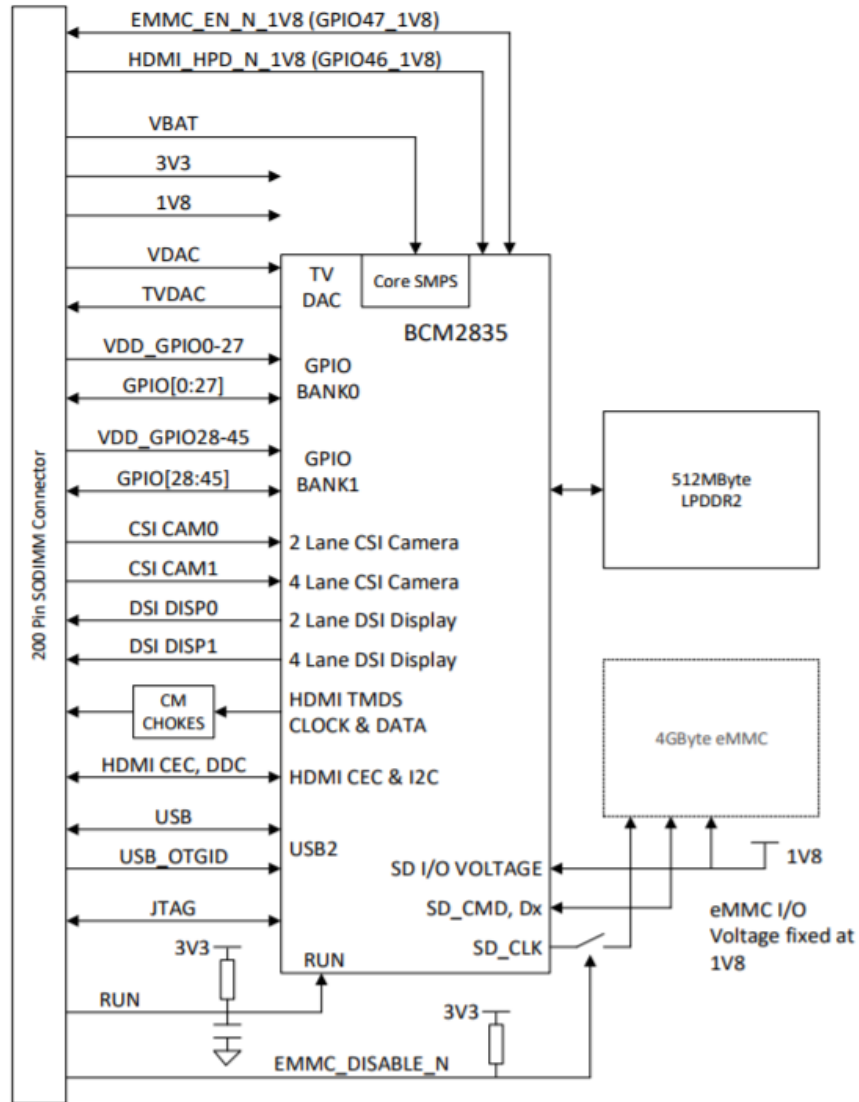 EMMC_EN_N_1V8 (GPIO47_1V8)
HDMI_HPD_N_1V8 (GPIO46_1V8)
VBAT
3V3
1V8
VDAC
TV
DAC
Core SMPS
TVDAC
BCM2835
VDD_GPIO0-27
GPIO
BANK0
GPIO[0:27]
VDD_GPIO28-45
GPIO
BANK1
GPIO[28:45]
200 Pin SODIMM Connector
512MByte
LPDDR2
CSI CAM0
2 Lane CSI Camera
CSI CAM1
4 Lane CSI Camera
DSI DISP0
2 Lane DSI Display
DSI DISP1
4 Lane DSI Display
CM
CHOKES
HDMI TMDS
CLOCK & DATA
4GByte eMMC
HDMI CEC, DDC
HDMI CEC & I2C
USB
USB2
USB_OTGID
SD I/O VOLTAGE
1V8
JTAG
SD_CMD, Dx
eMMC I/O
Voltage fixed at
1V8
SD_CLK
3V3
RUN
RUN
3V3
EMMC_DISABLE_N